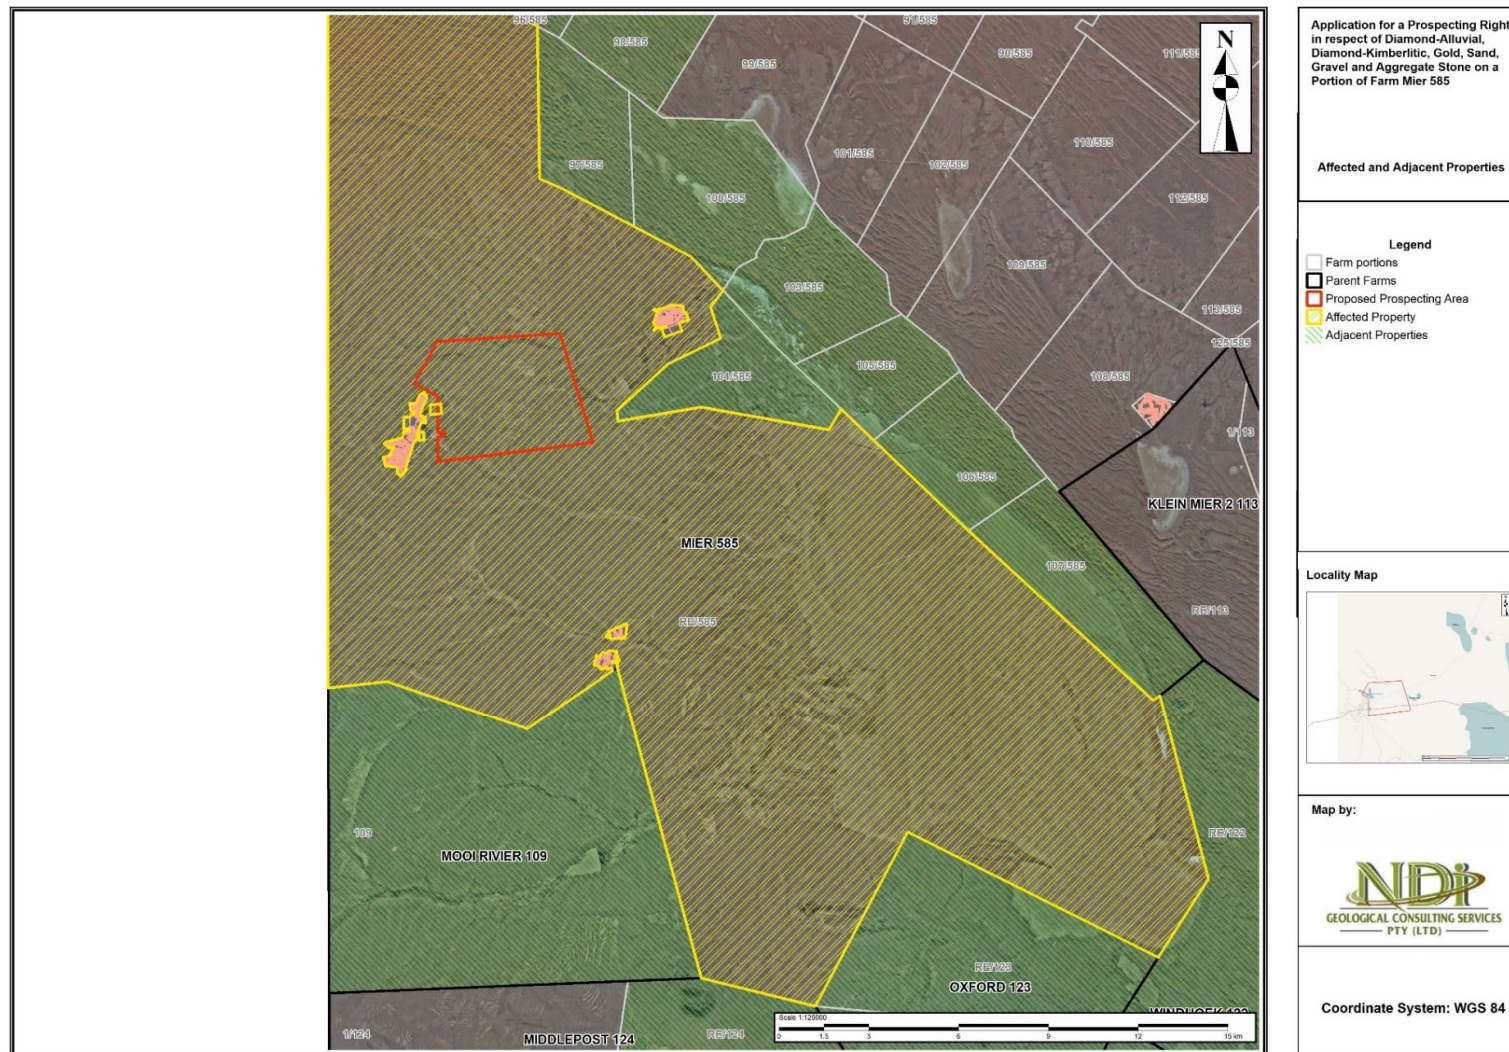 96/585
98/585
91/585
99/585
90/585
111/585
N
97/585
101/585
102/585
110/585
100/585
112/585
109/585
103/585
113/585
125/585
104/585
105/585
108/585
1/113
106/585
KLEIN MIER 2 113
MIER 585
107/585
RE/585
RE/113
109
MOOI RIVIER 109
RE/122
RE/123
OXFORD 123
1/124
MIDDLEPOST 124
RE/124
Scale 1:125000
0 1.5 3 6 9 12 15 km
Application for a Prospecting Right
in respect of Diamond-Alluvial,
Diamond-Kimberlitic, Gold, Sand,
Gravel and Aggregate Stone on a
Portion of Farm Mier 585
Affected and Adjacent Properties
Legend
Farm portions
Parent Farms
Proposed Prospecting Area
Affected Property
Adjacent Properties
Locality Map
Map by:
NDi
GEOLOGICAL CONSULTING SERVICES
PTY (LTD)
Coordinate System: WGS 84